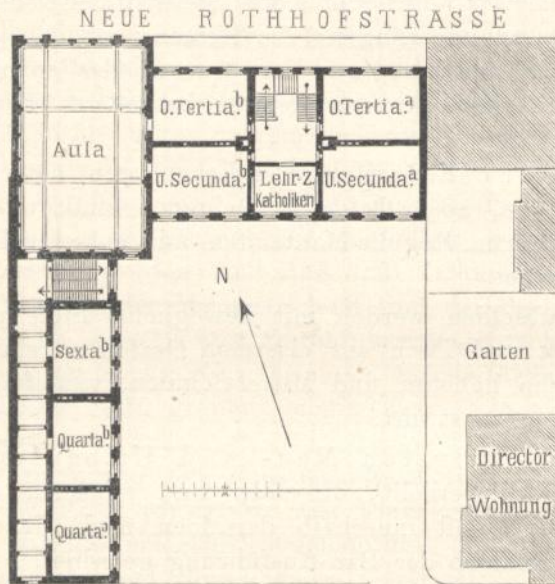 NEUE ROTHHOFSTRASSE
O.Tertia.b
O.Tertia.a
Aula
U.Secunda.b
Lehr-Z.
Katholiken
U.Secunda.a
N
Sexta.b
Garten
Quarta.b
Director
Wohnung
Quarta.a